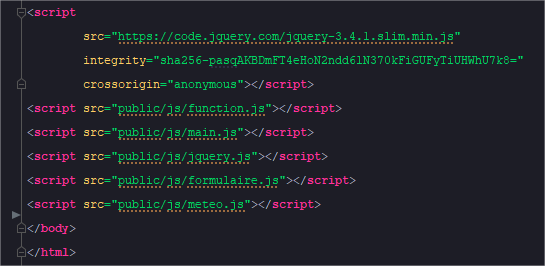 <script
src="https://code.jquery.com/jquery-3.4.1.slim.min.js"
integrity="sha256-pasqAKBDmFT4eHoN2ndd6lN370kFiGUFyTiUHWhU7k8="
crossorigin="anonymous"></script>
<script src="public/js/function.js"></script>
<script src="public/js/main.js"></script>
<script src="public/js/jquery.js"></script>
<script src="public/js/formulaire.js"></script>
<script src="public/js/meteo.js"></script>
</body>
</html>